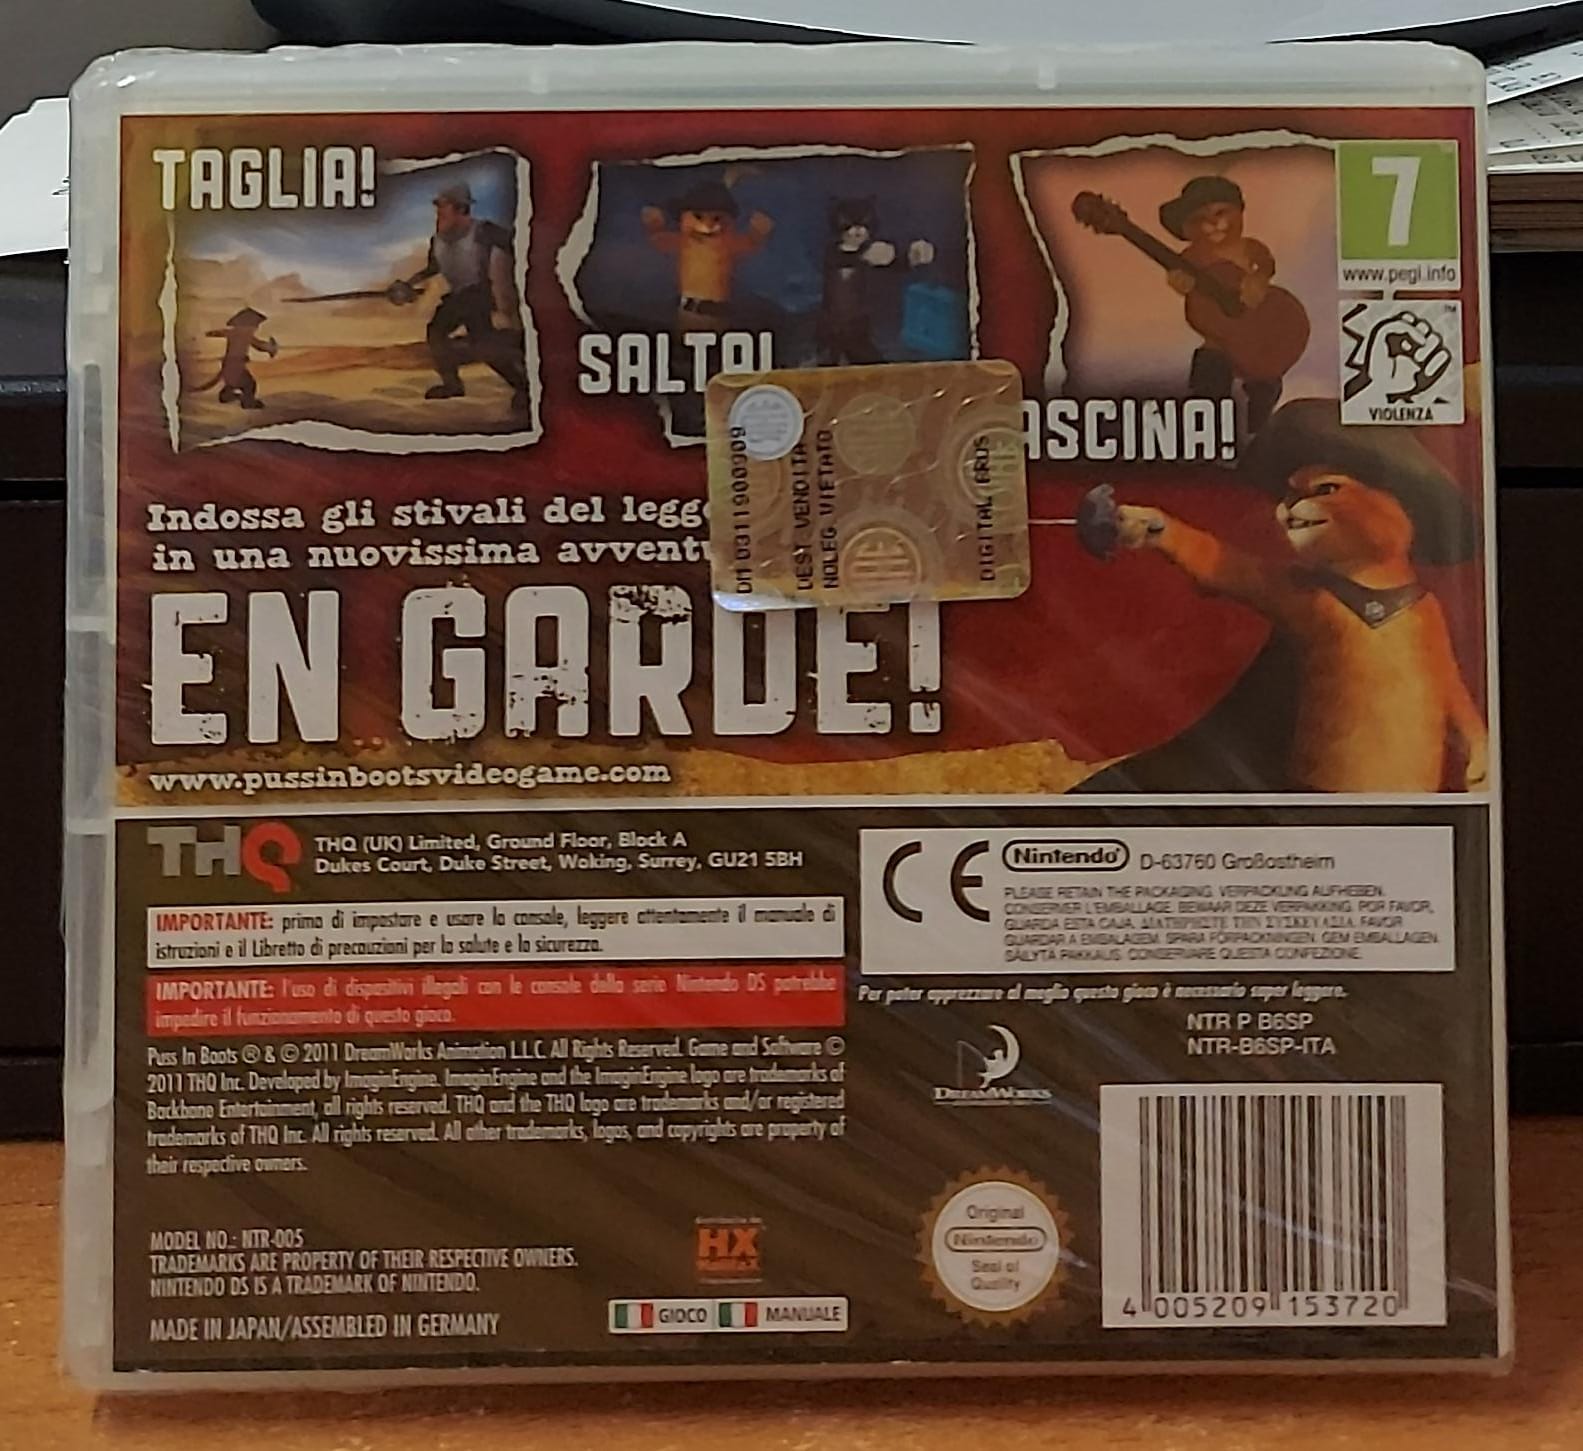 TAGLIA!
SALTA!
ASCINA!
7
www.pegi.info
VIOLENZA
DM 031190909
DEST.VENDITA
NOLEG VIETATO
DIGITAL BROS
Indossa gli stivali del
in una nuovissima
EN GARDE!
www.pussinbootsvideogame.com
THQ
THQ (UK) Limited, Ground Floor, Block A
Dukes Court, Duke Street, Woking, Surrey, GU21 5BH
IMPORTANTE: prima di impostare e usare la console, leggere attentamente il manuale di
istruzioni e il Libretto di precauzioni per la salute e la sicurezza.
IMPORTANTE: l'uso di dispositivi illegali con le console della serie Nintendo DS potrebbe
impedire il funzionamento di questo gioco.
Puss In Boots ® & © 2011 DreamWorks Animation L.L.C. All Rights Reserved. Game and Software ©
2011 THQ Inc. Developed by ImaginEngine. ImaginEngine and the ImaginEngine logo are trademarks of
Backbone Entertainment, all rights reserved. THQ and the THQ logo are trademarks and/or registered
trademarks of THQ Inc. All rights reserved. All other trademarks, logos, and copyrights are property of
their respective owners.
MODEL NO.: NTR-005
TRADEMARKS ARE PROPERTY OF THEIR RESPECTIVE OWNERS.
NINTENDO DS IS A TRADEMARK OF NINTENDO.
MADE IN JAPAN/ASSEMBLED IN GERMANY
HX
GIOCO MANUALE
CE Nintendo D-63760 Großostheim
PLEASE RETAIN THE PACKAGING. VERPACKUNG AUFHEBEN.
CONSERVER L'EMBALLAGE. BEWAAR DEZE VERPAKKING. POR FAVOR,
GUARDA ESTA CAJA. ΔΙΑΤΗΡΗΣΤΕ ΤΗΝ ΣΥΣΚΕΥΑΣΙΑ. FAVOR
GUARDAR A EMBALAGEM. SPARA FÖRPACKNINGEN. GEM EMBALLAGEN.
SÄILYTÄ PAKKAUS. CONSERVARE QUESTA CONFEZIONE.
Per poter apprezzare al meglio questo gioco è necessario saper leggere.
NTR P B6SP
NTR-B6SP-ITA
DREAMWORKS
Original
Nintendo
Seal of
Quality
4 005209 153720